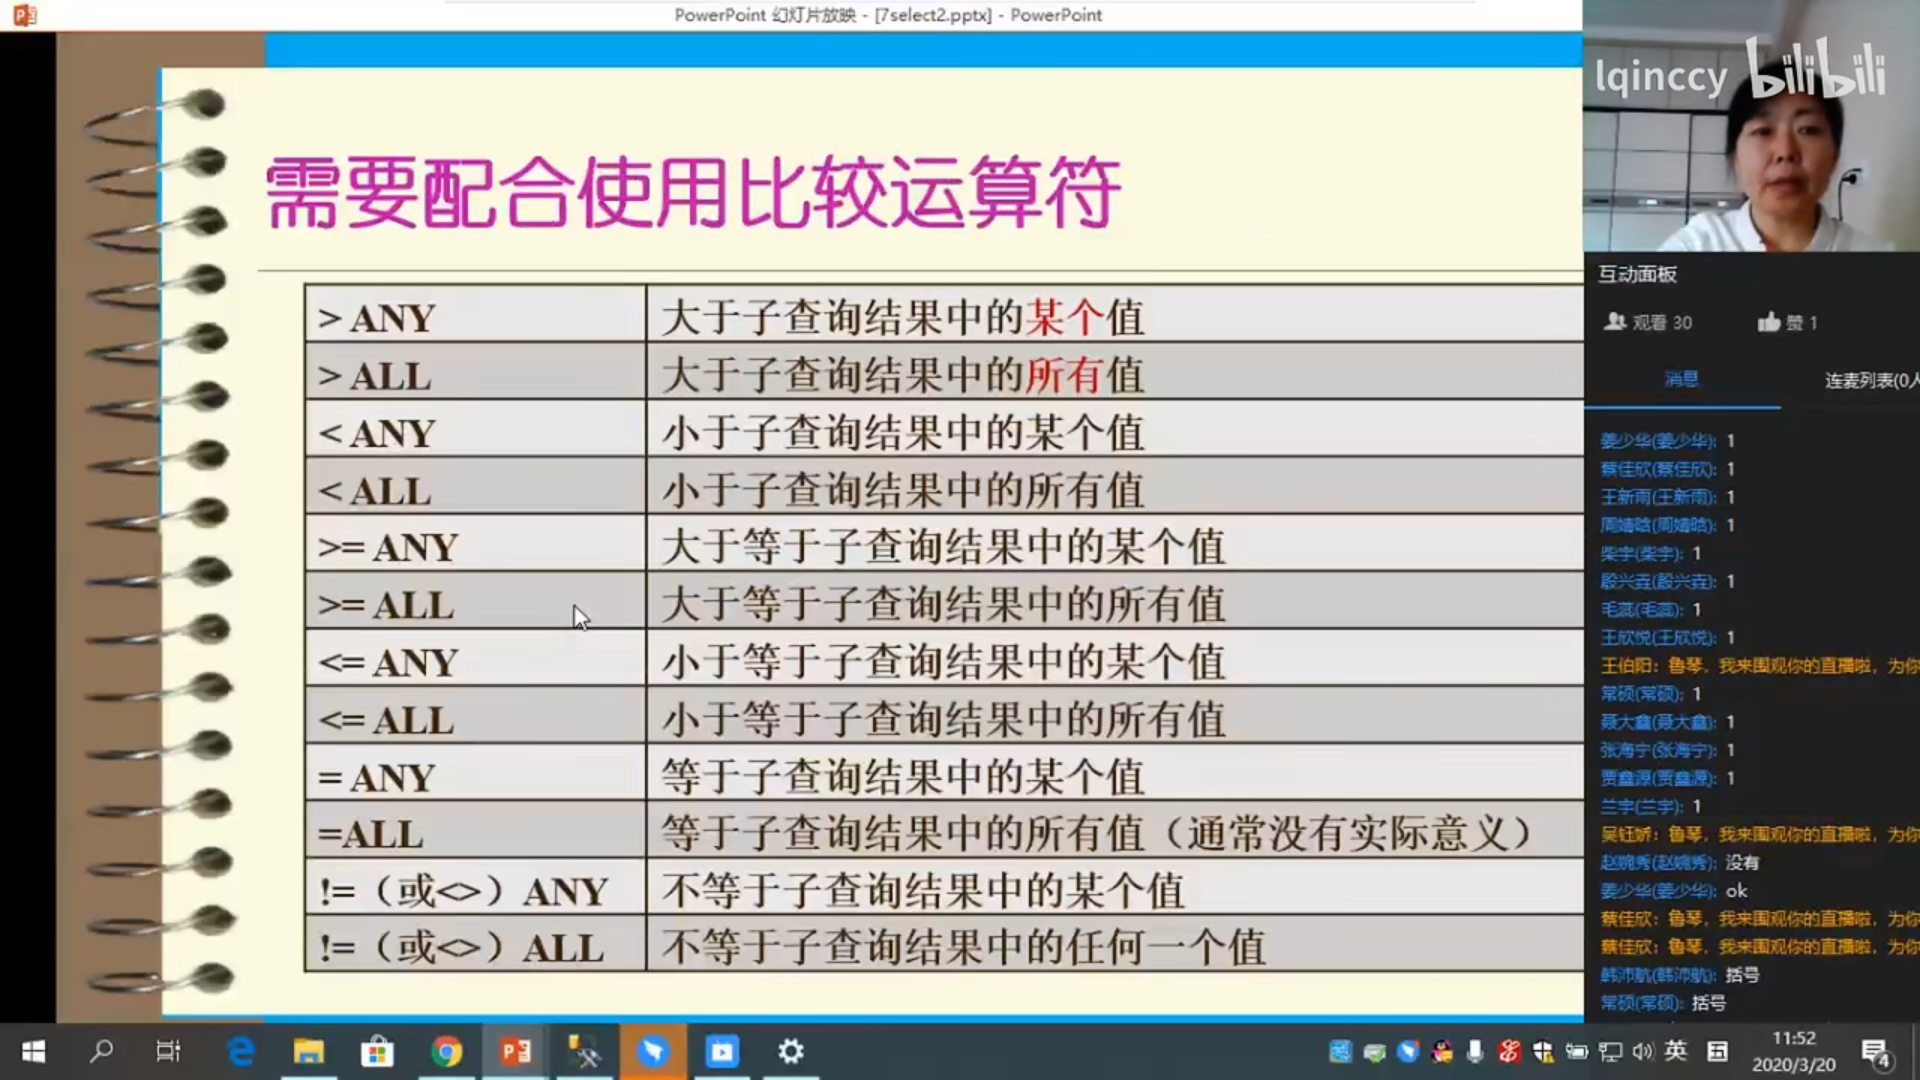 PowerPoint 幻灯片放映 - [7select2.pptx] - PowerPoint
lqinccy bilibili
需要配合使用比较运算符
> ANY 大于子查询结果中的某个值
> ALL 大于子查询结果中的所有值
< ANY 小于子查询结果中的某个值
< ALL 小于子查询结果中的所有值
>= ANY 大于等于子查询结果中的某个值
>= ALL 大于等于子查询结果中的所有值
<= ANY 小于等于子查询结果中的某个值
<= ALL 小于等于子查询结果中的所有值
= ANY 等于子查询结果中的某个值
=ALL 等于子查询结果中的所有值（通常没有实际意义）
!=（或<>）ANY 不等于子查询结果中的某个值
!=（或<>）ALL 不等于子查询结果中的任何一个值
互动面板
观看 30 赞 1
消息 连麦列表(0人
姜少华(姜少华): 1
蔡佳欣(蔡佳欣): 1
王新雨(王新雨): 1
周婧晗(周婧晗): 1
柴宇(柴宇): 1
殷兴垚(殷兴垚): 1
毛蕊(毛蕊): 1
王欣悦(王欣悦): 1
王伯阳: 鲁琴，我来围观你的直播啦，为你
常硕(常硕): 1
聂大鑫(聂大鑫): 1
张海宁(张海宁): 1
贾鑫源(贾鑫源): 1
兰宇(兰宇): 1
吴钰娇: 鲁琴，我来围观你的直播啦，为你
赵婉秀(赵婉秀): 没有
姜少华(姜少华): ok
蔡佳欣: 鲁琴，我来围观你的直播啦，为你
蔡佳欣: 鲁琴，我来围观你的直播啦，为你
韩沛航(韩沛航): 括号
常硕(常硕): 括号
英
11:52
2020/3/20
4